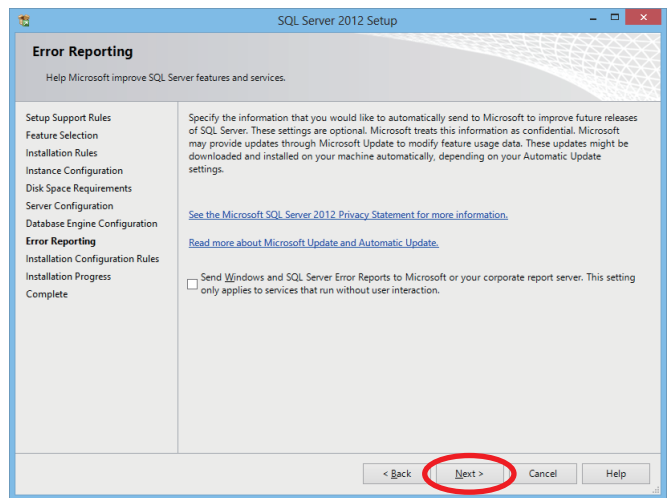 SQL Server 2012 Setup
Error Reporting
Help Microsoft improve SQL Server features and services.
Setup Support Rules
Feature Selection
Installation Rules
Instance Configuration
Disk Space Requirements
Server Configuration
Database Engine Configuration
Error Reporting
Installation Configuration Rules
Installation Progress
Complete
Specify the information that you would like to automatically send to Microsoft to improve future releases
of SQL Server. These settings are optional. Microsoft treats this information as confidential. Microsoft
may provide updates through Microsoft Update to modify feature usage data. These updates might be
downloaded and installed on your machine automatically, depending on your Automatic Update
settings.
See the Microsoft SQL Server 2012 Privacy Statement for more information.
Read more about Microsoft Update and Automatic Update.
Send Windows and SQL Server Error Reports to Microsoft or your corporate report server. This setting
only applies to services that run without user interaction.
< Back
Next >
Cancel
Help